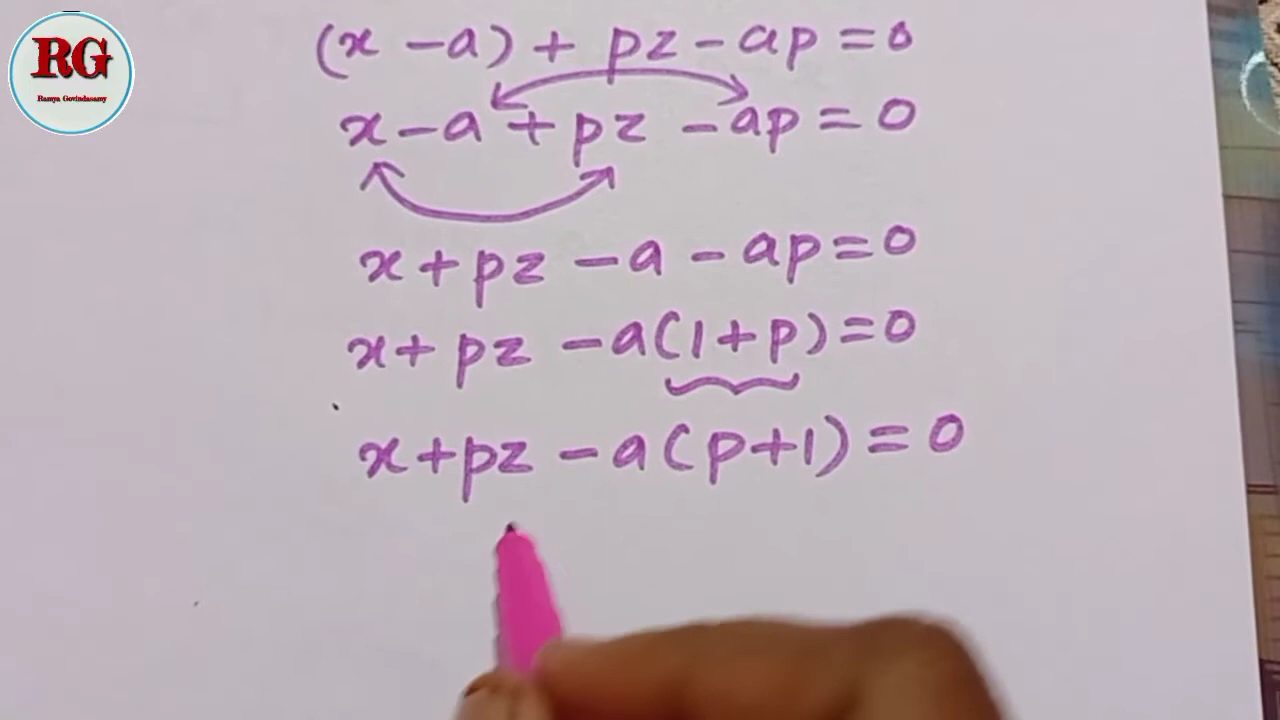 RG
Ramya Govindasamy
(x - a) + pz - ap = 0
x - a + pz - ap = 0
x + pz - a - ap = 0
x + pz - a(1 + p) = 0
x + pz - a(p + 1) = 0